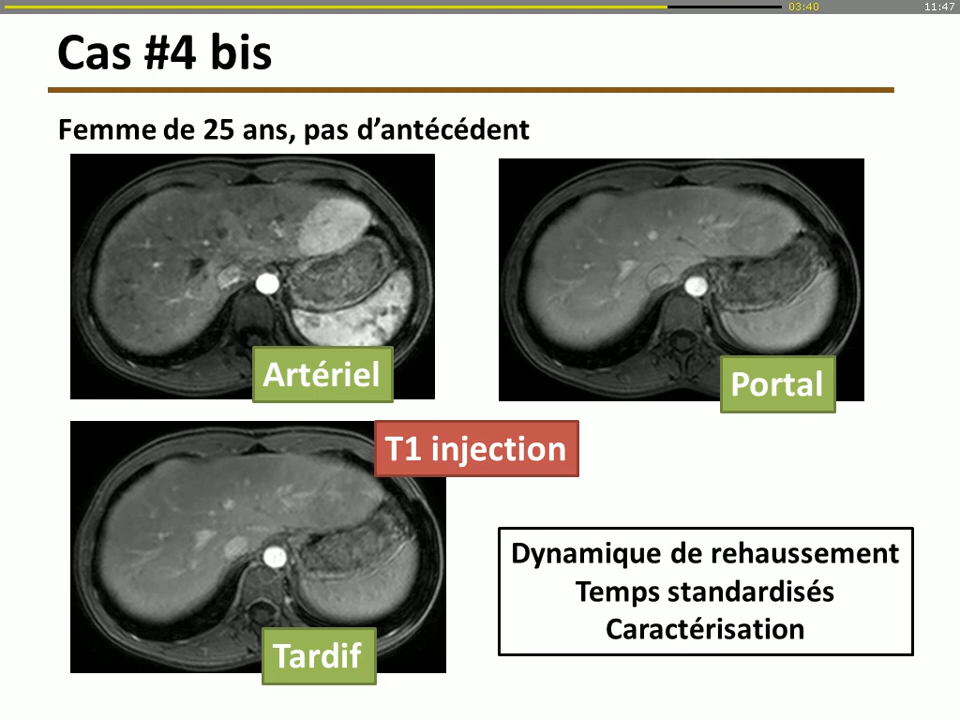 03:40
11:47
Cas #4 bis
Femme de 25 ans, pas d’antécédent
Artériel
Portal
T1 injection
Dynamique de rehaussement
Temps standardisés
Caractérisation
Tardif